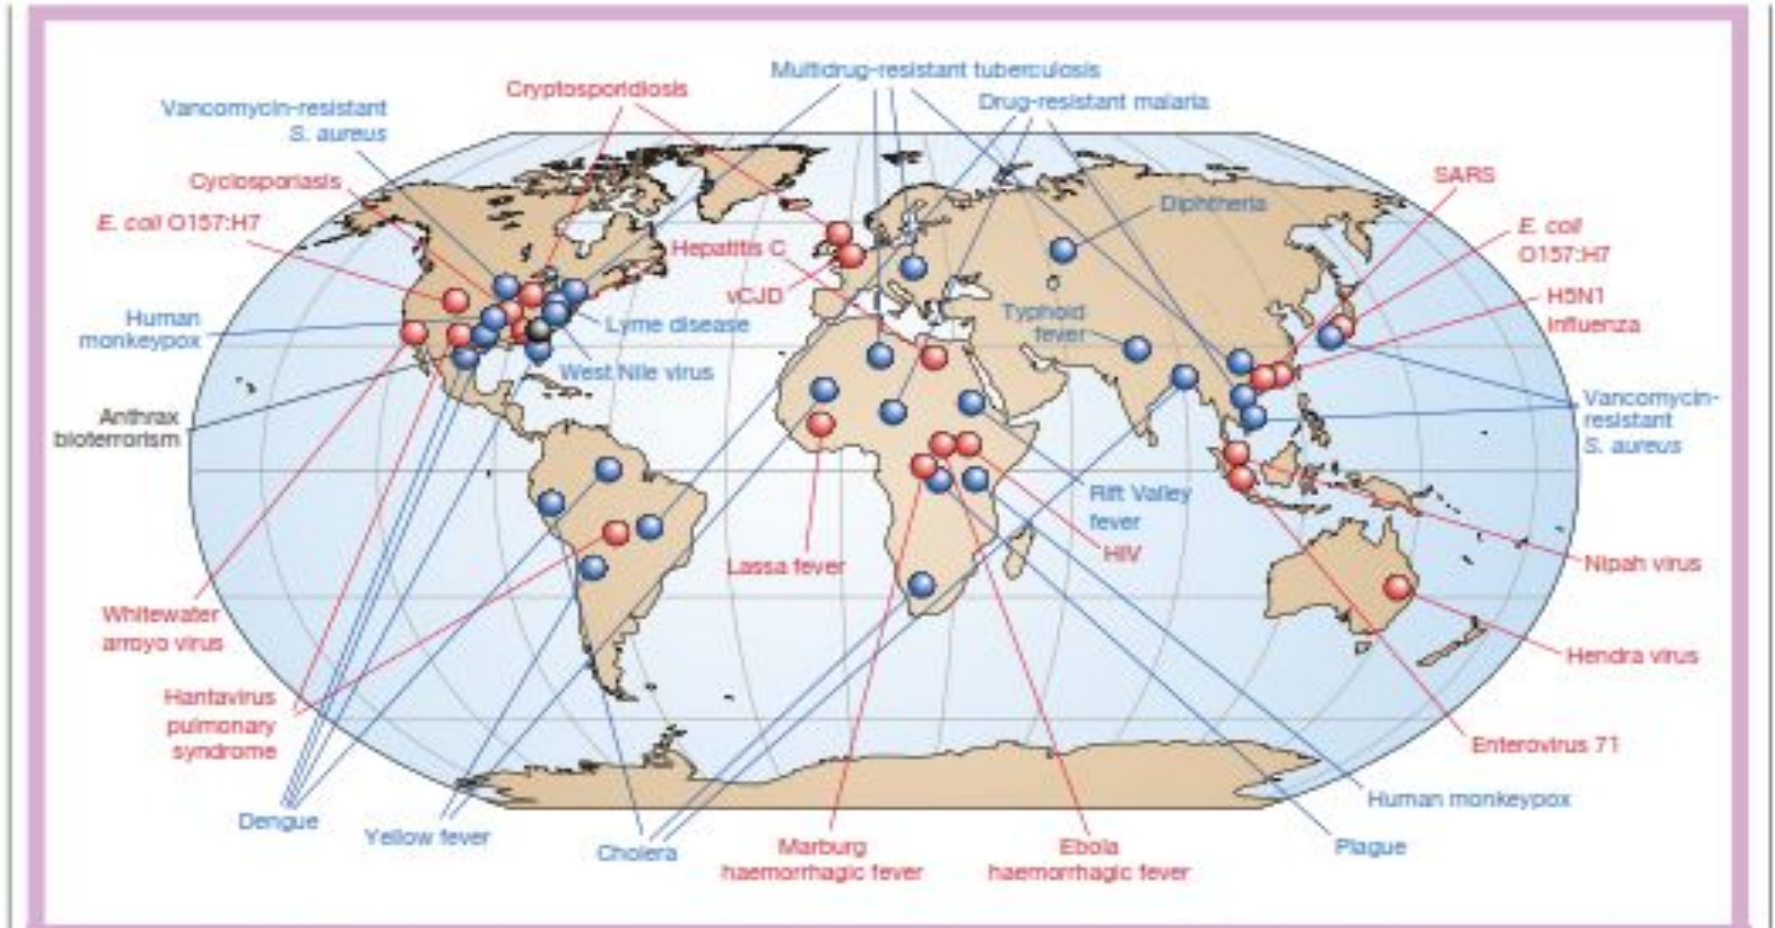 Multidrug-resistant tuberculosis
Cryptosporidiosis
Drug-resistant malaria
Vancomycin-resistant
S. aureus
Cyclosporiasis
SARS
Diphtheria
E. coli O157:H7
E. coli
O157:H7
Hepatitis C
vCJD
H5N1
influenza
Human
monkeypox
Lyme disease
Typhoid
fever
West Nile virus
Anthrax
bioterrorism
Vancomycin-
resistant
S. aureus
Rift Valley
fever
HIV
Lassa fever
Nipah virus
Whitewater
arroyo virus
Hendra virus
Hantavirus
pulmonary
syndrome
Enterovirus 71
Human monkeypox
Dengue
Yellow fever
Cholera
Marburg
haemorrhagic fever
Ebola
haemorrhagic fever
Plague